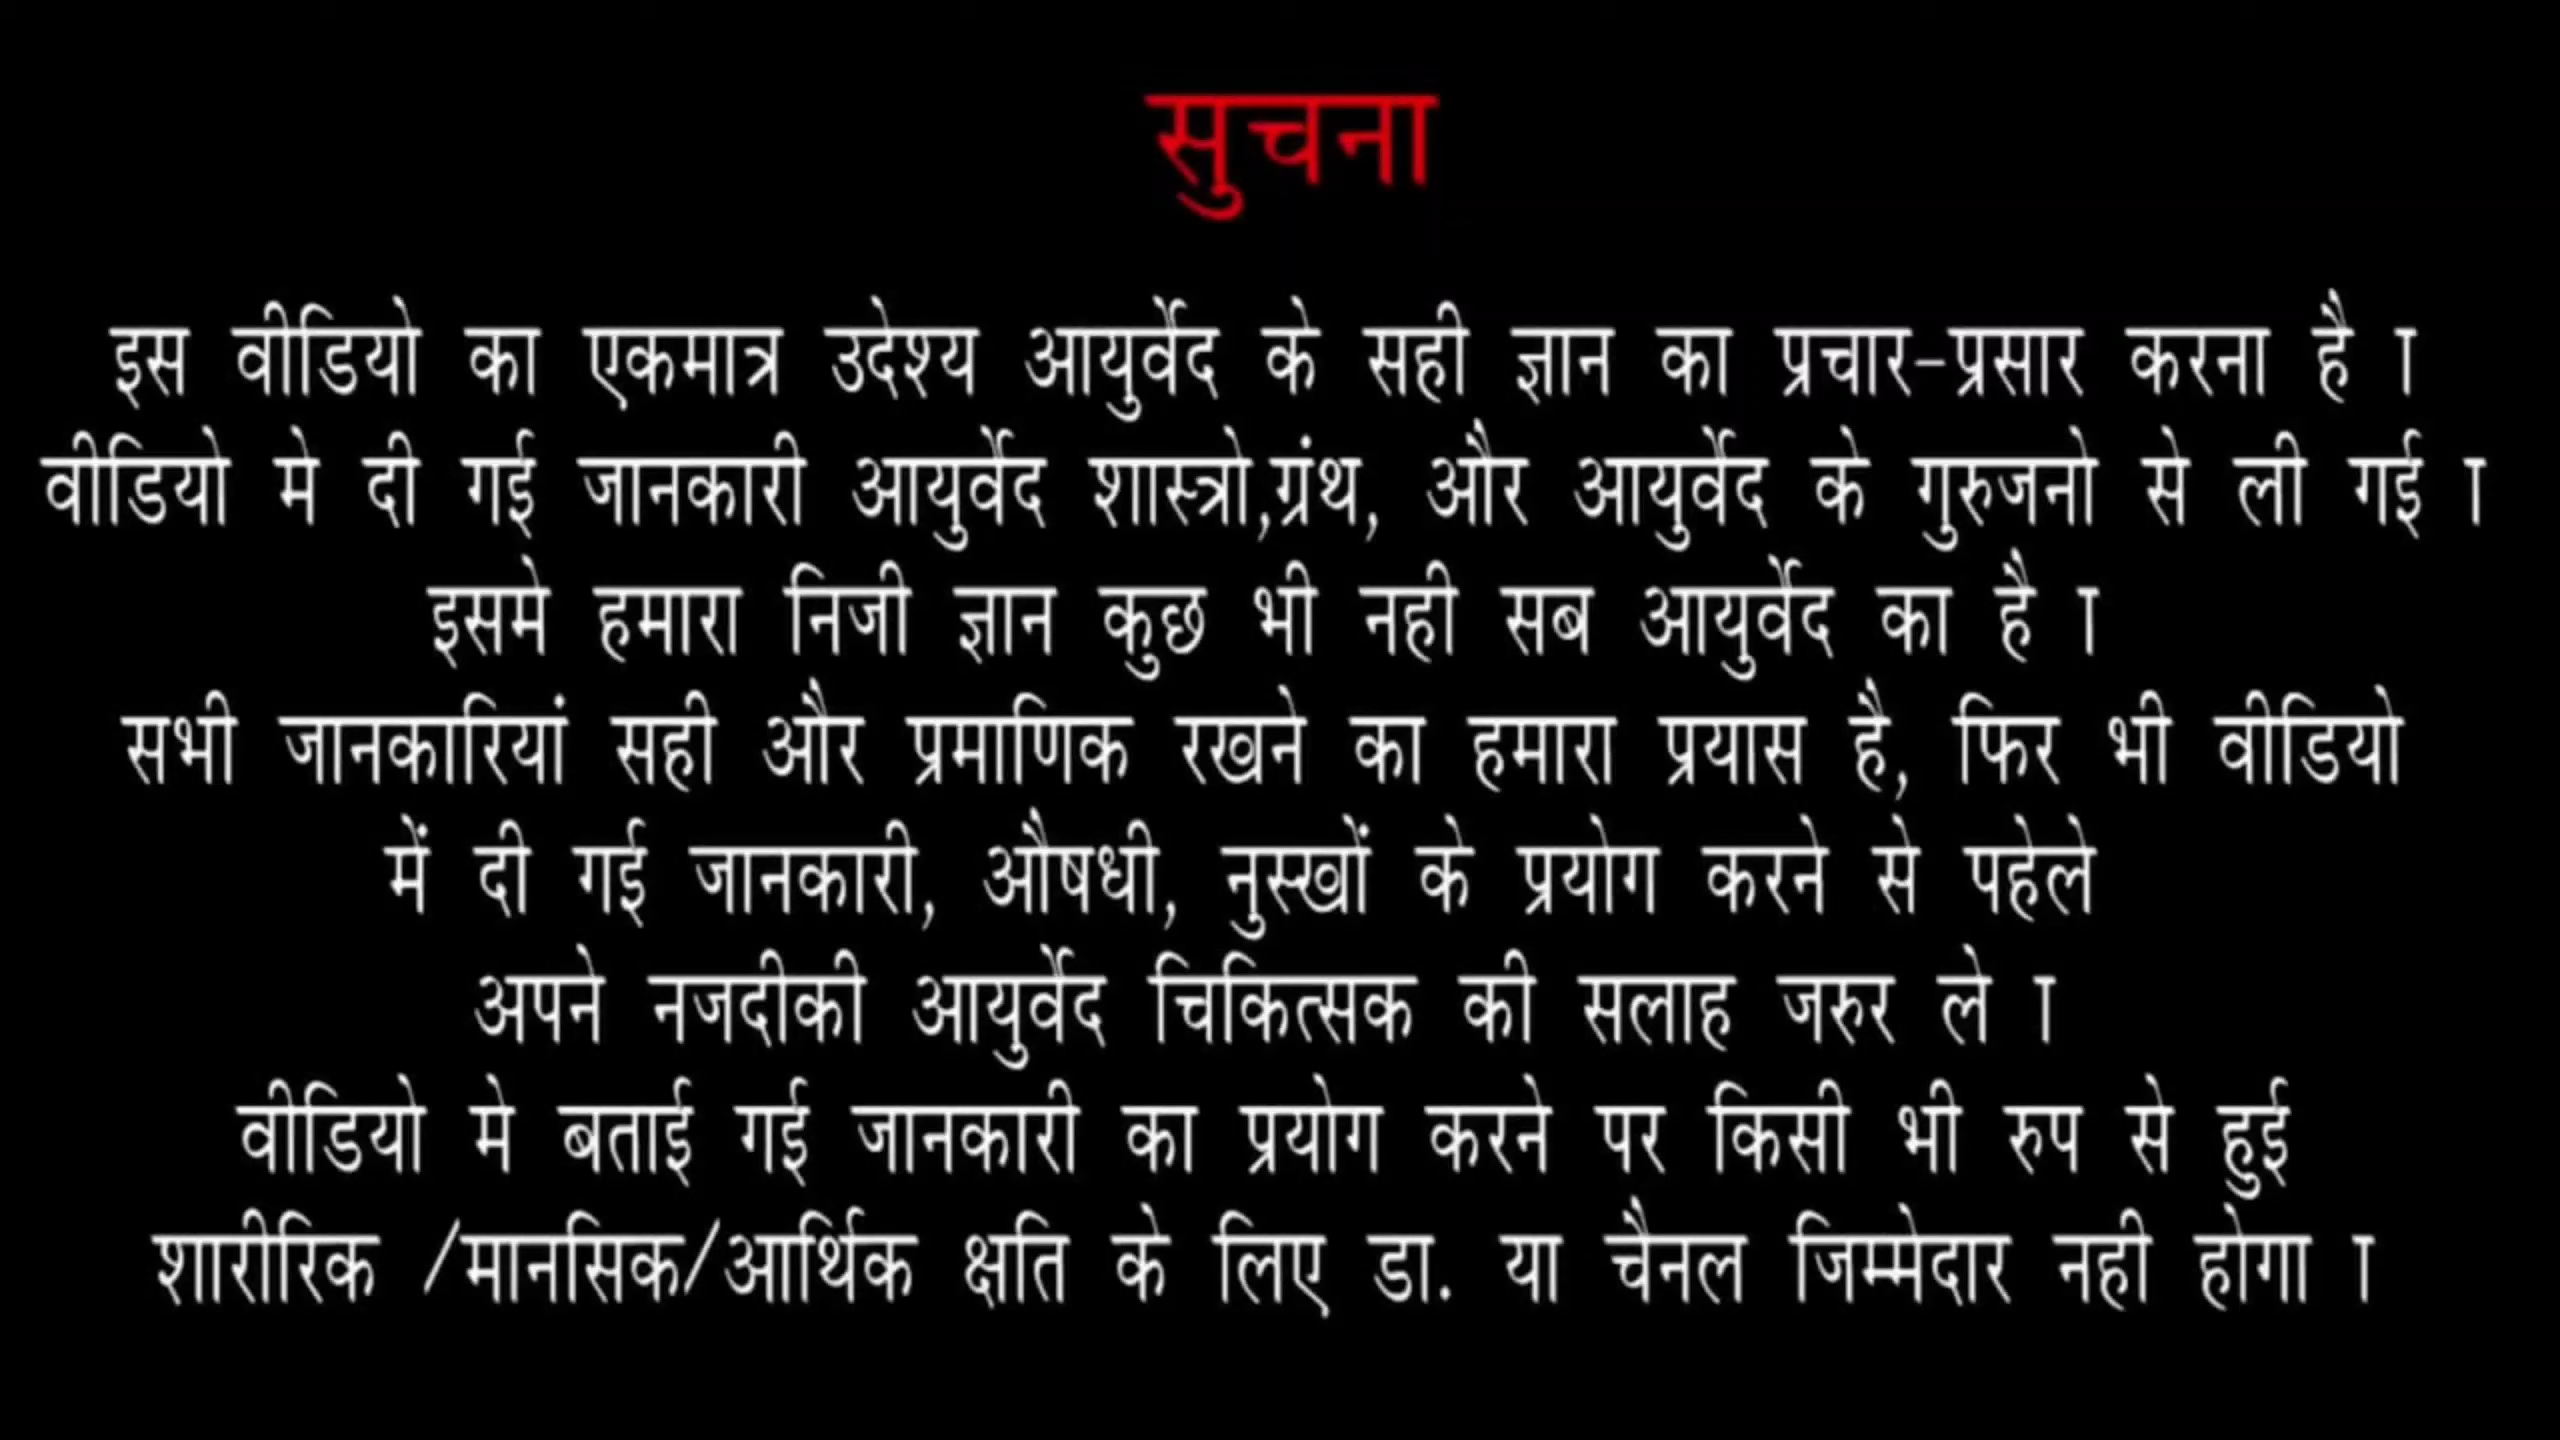 सुचना
इस वीडियो का एकमात्र उदेश्य आयुर्वेद के सही ज्ञान का प्रचार-प्रसार करना है ।
वीडियो मे दी गई जानकारी आयुर्वेद शास्त्रो,ग्रंथ, और आयुर्वेद के गुरुजनो से ली गई ।
इसमे हमारा निजी ज्ञान कुछ भी नही सब आयुर्वेद का है ।
सभी जानकारियां सही और प्रमाणिक रखने का हमारा प्रयास है, फिर भी वीडियो
में दी गई जानकारी, औषधी, नुस्खों के प्रयोग करने से पहेले
अपने नजदीकी आयुर्वेद चिकित्सक की सलाह जरुर ले ।
वीडियो मे बताई गई जानकारी का प्रयोग करने पर किसी भी रुप से हुई
शारीरिक /मानसिक/आर्थिक क्षति के लिए डा. या चैनल जिम्मेदार नही होगा ।